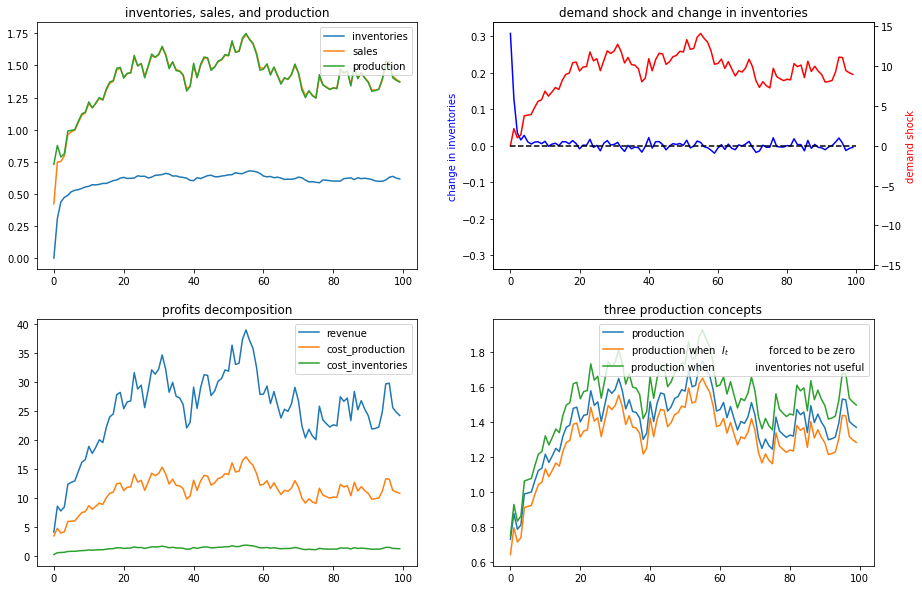 inventories, sales, and production
inventories
sales
production
1.75
1.50
1.25
1.00
0.75
0.50
0.25
0.00
0 20 40 60 80 100
demand shock and change in inventories
change in inventories
0.3
0.2
0.1
0.0
−0.1
−0.2
−0.3
15
10
5
0
−5
−10
−15
demand shock
0 20 40 60 80 100
profits decomposition
revenue
cost_production
cost_inventories
40
35
30
25
20
15
10
5
0
0 20 40 60 80 100
three production concepts
production
production when I_t forced to be zero
production when inventories not useful
1.8
1.6
1.4
1.2
1.0
0.8
0.6
0 20 40 60 80 100